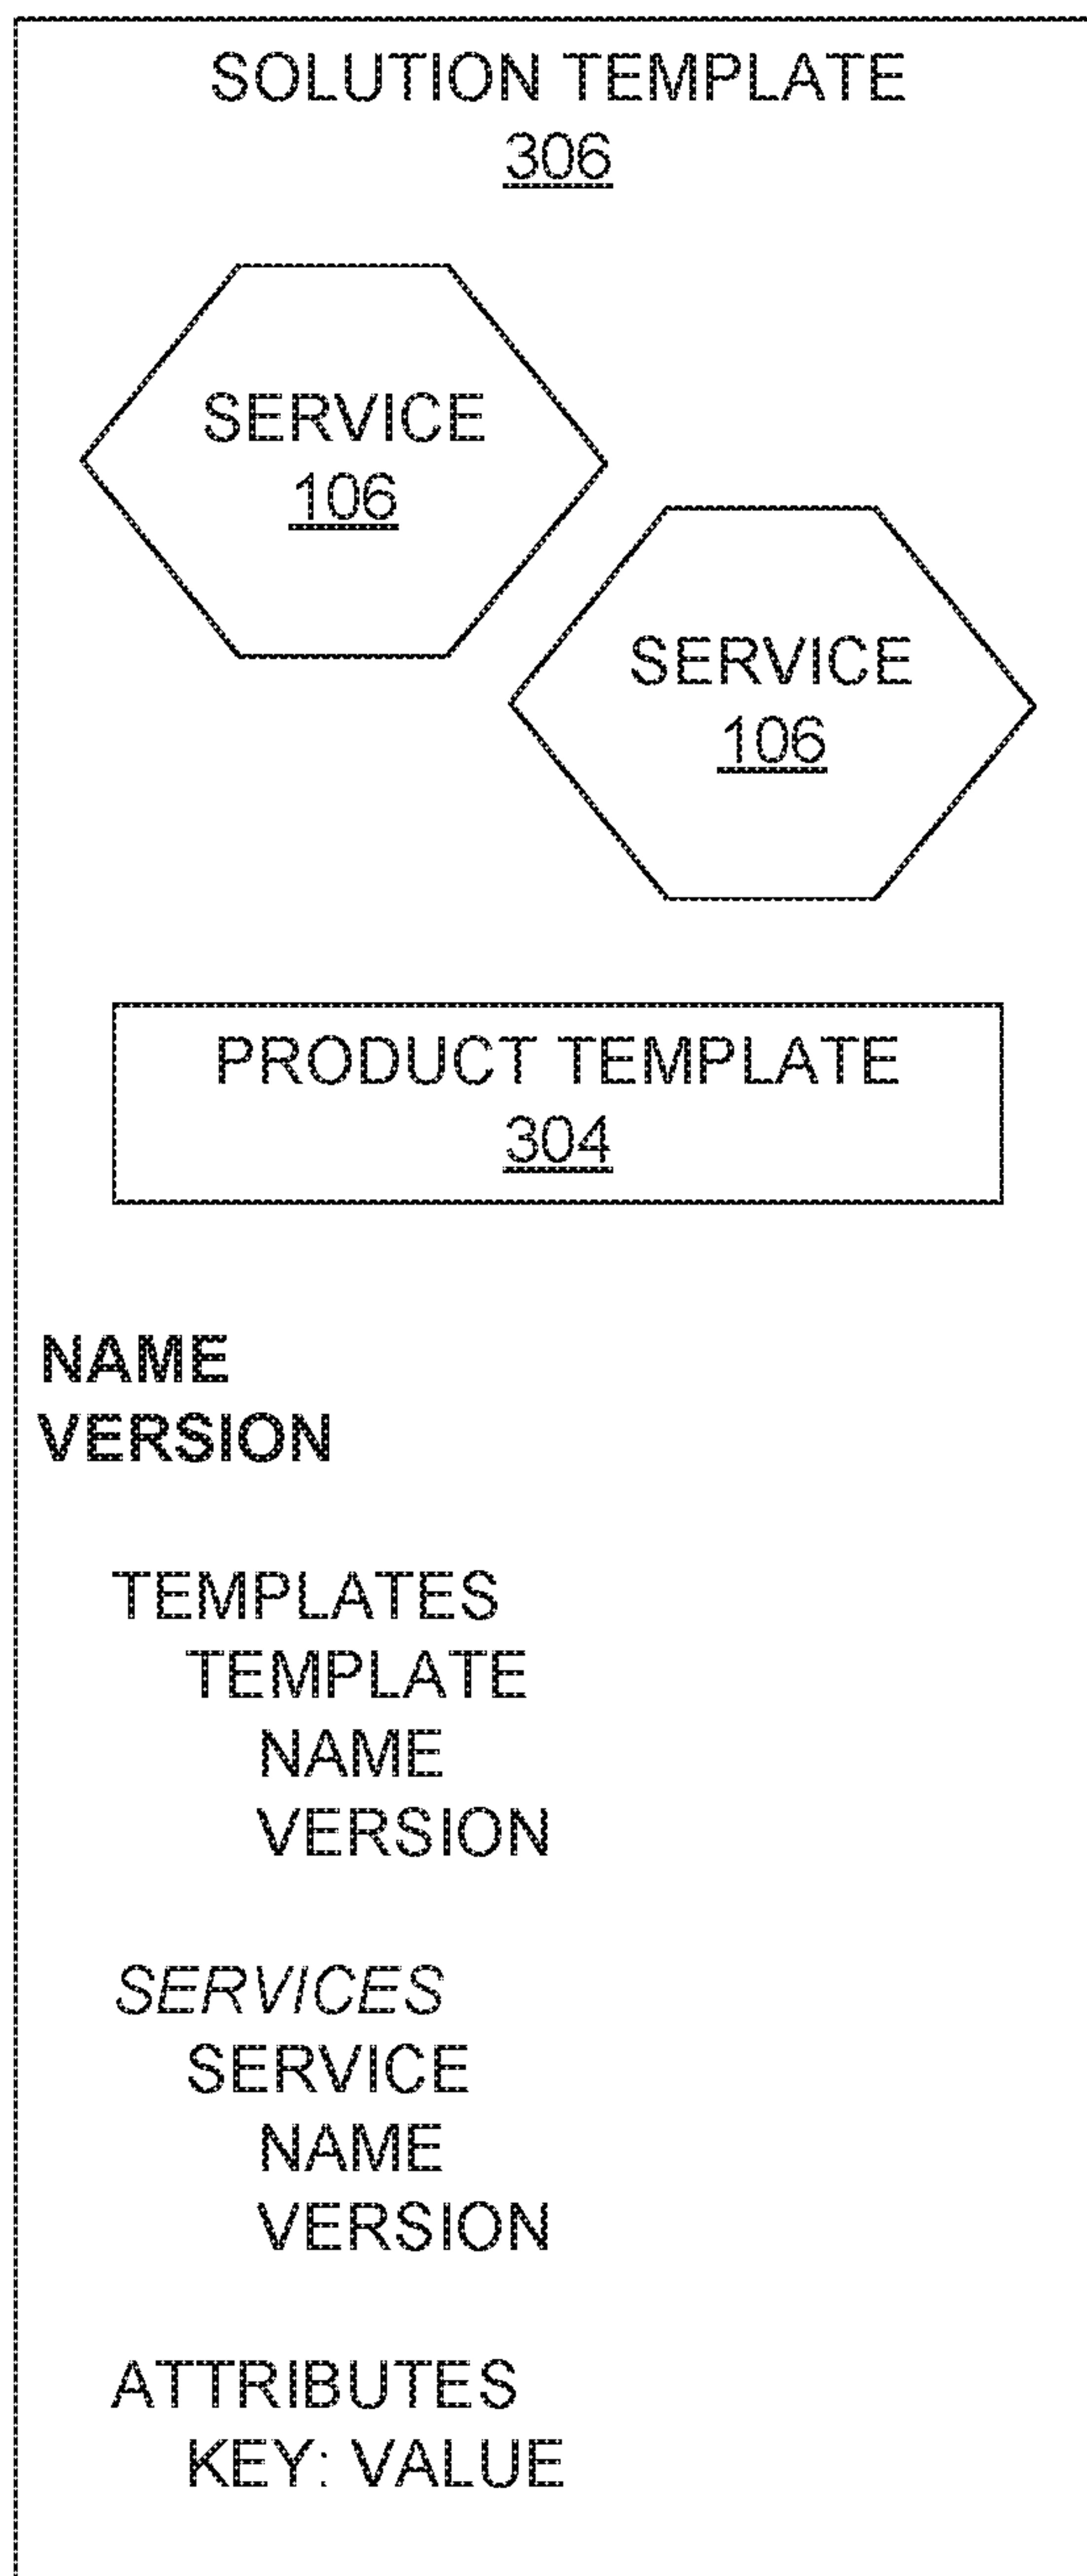 SOLUTION TEMPLATE
306
SERVICE
106
SERVICE
106
PRODUCT TEMPLATE
304
NAME
VERSION
TEMPLATES
TEMPLATE
NAME
VERSION
SERVICES
SERVICE
NAME
VERSION
ATTRIBUTES
KEY: VALUE